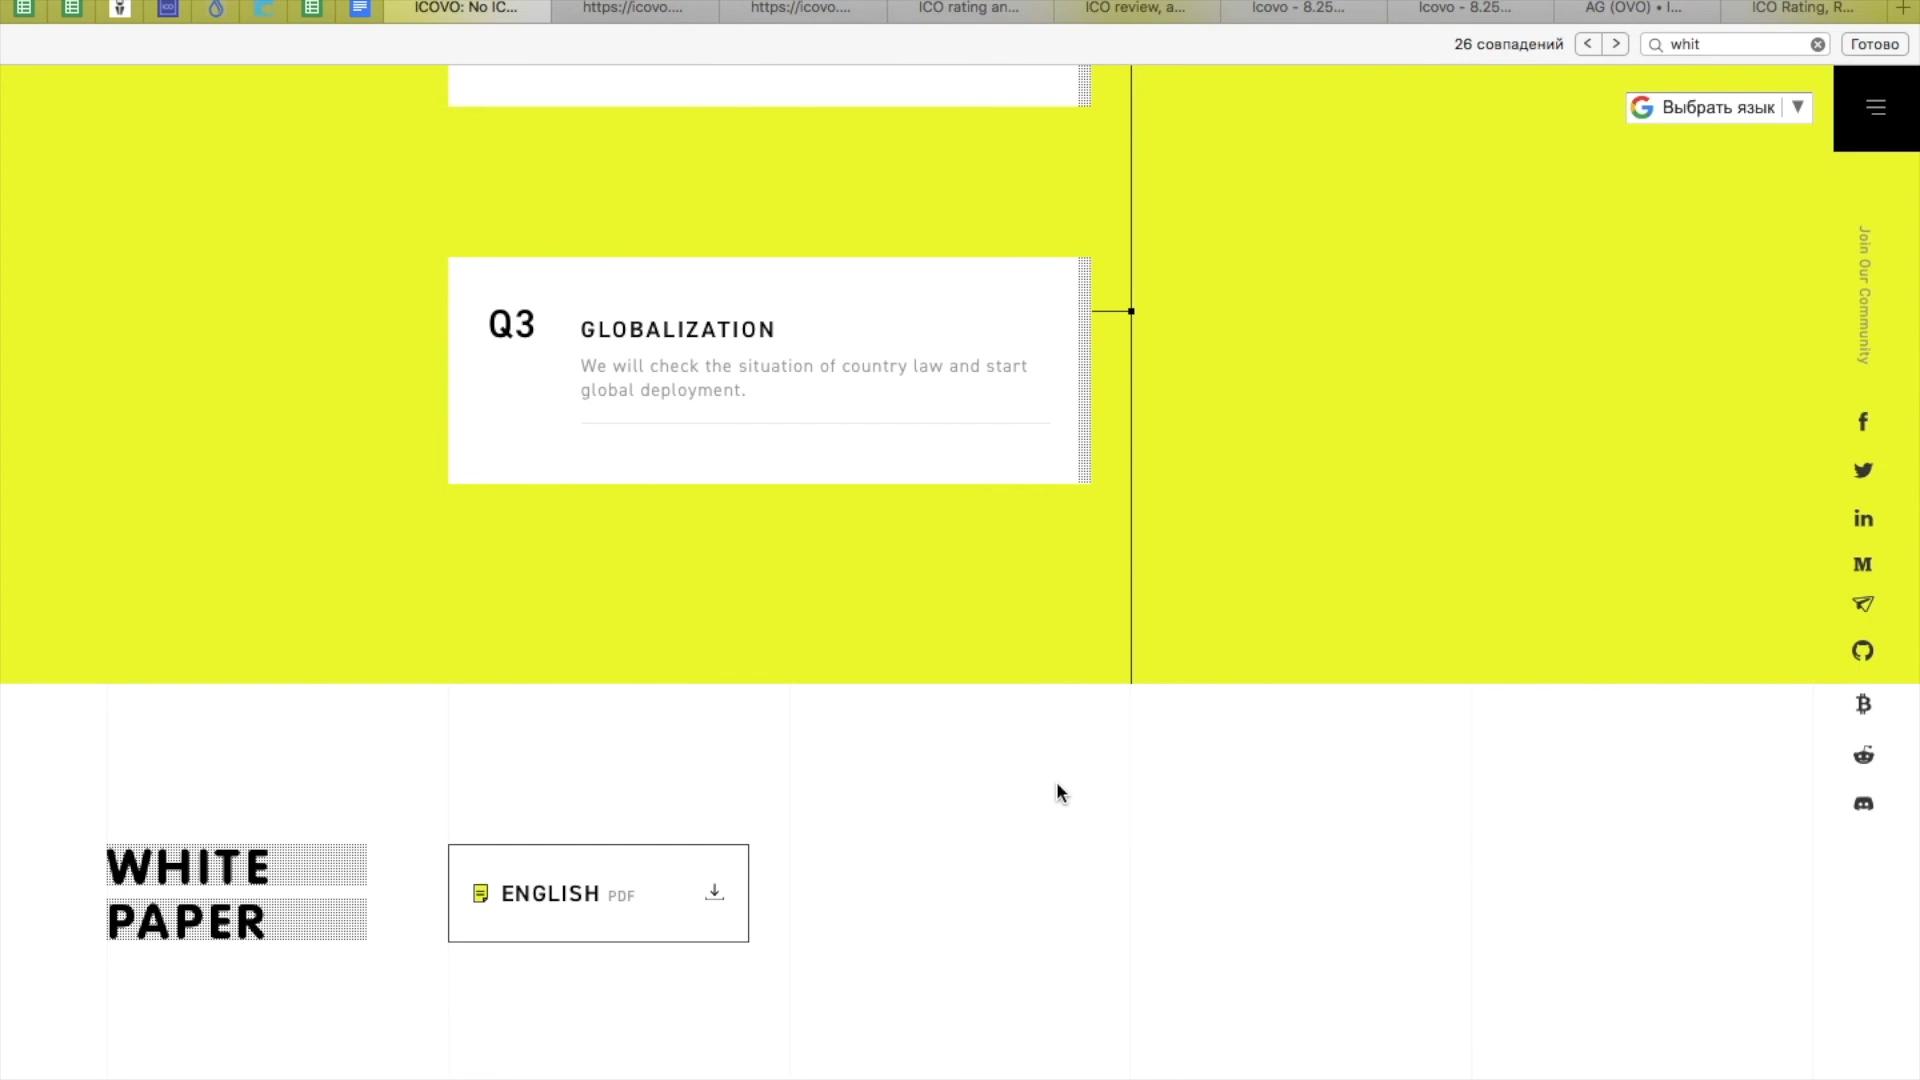 ICOVO: No IC...
https://icovo....
https://icovo....
ICO rating an...
ICO review, a...
Icovo - 8.25...
Icovo - 8.25...
AG (OVO) • I...
ICO Rating, R...
26 совпадений
whit
Готово
Выбрать язык
Join Our Community
Q3
GLOBALIZATION
We will check the situation of country law and start
global deployment.
WHITE
PAPER
ENGLISH PDF